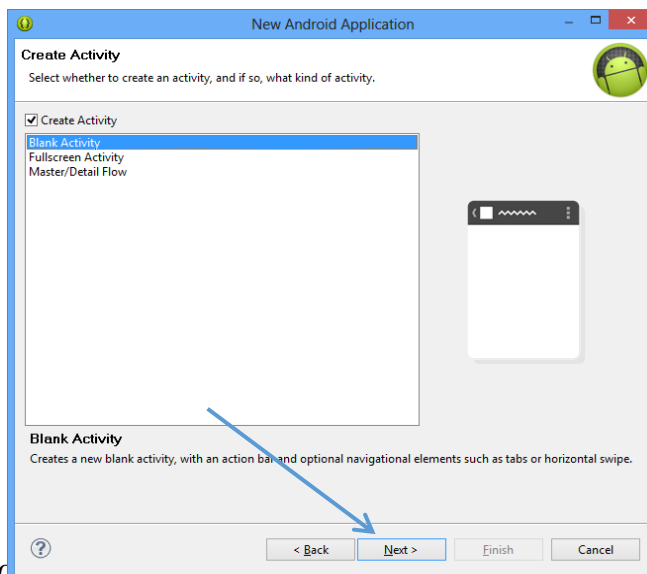 New Android Application
Create Activity
Select whether to create an activity, and if so, what kind of activity.
Create Activity
Blank Activity
Fullscreen Activity
Master/Detail Flow
Blank Activity
Creates a new blank activity, with an action bar and optional navigational elements such as tabs or horizontal swipe.
< Back Next > Finish Cancel